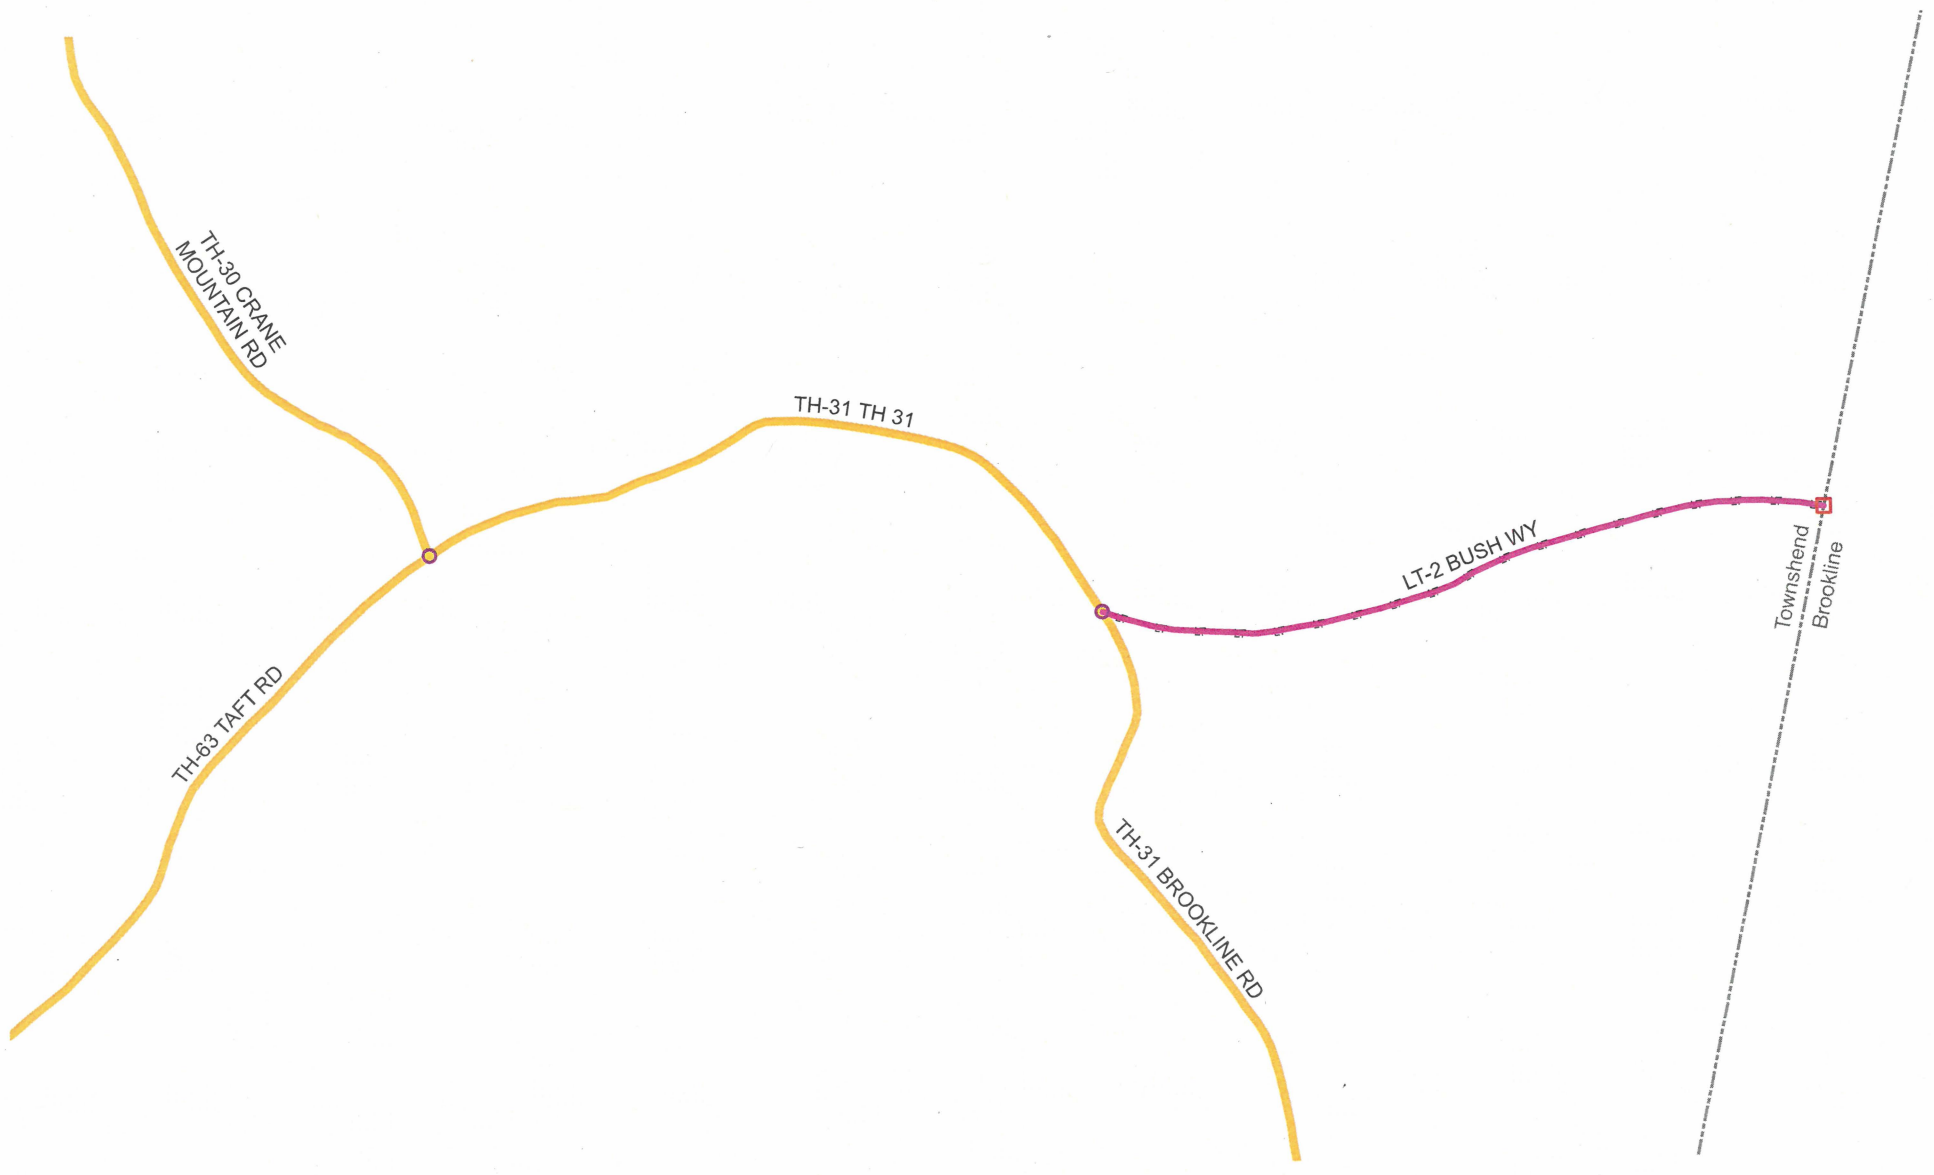 TH-30 CRANE
MOUNTAIN RD
TH-31 TH 31
LT-2 BUSH WY
Townshend
Brookline
TH-63 TAFT RD
TH-31 BROOKLINE RD